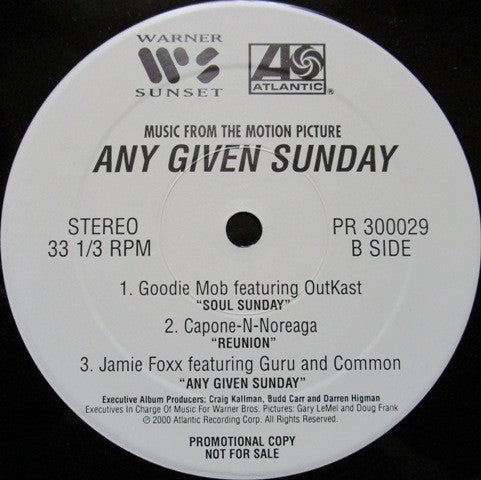 WARNER
WS
SUNSET
A
ATLANTIC
MUSIC FROM THE MOTION PICTURE
ANY GIVEN SUNDAY
STEREO
33 1/3 RPM
PR 300029
B SIDE
1. Goodie Mob featuring OutKast
"SOUL SUNDAY"
2. Capone-N-Noreaga
"REUNION"
3. Jamie Foxx featuring Guru and Common
"ANY GIVEN SUNDAY"
Executive Album Producers: Craig Kallman, Budd Carr and Darren Higman
Executives In Charge Of Music For Warner Bros. Pictures: Gary LeMel and Doug Frank
℗ 2000 Atlantic Recording Corp. All Rights Reserved.
PROMOTIONAL COPY
NOT FOR SALE